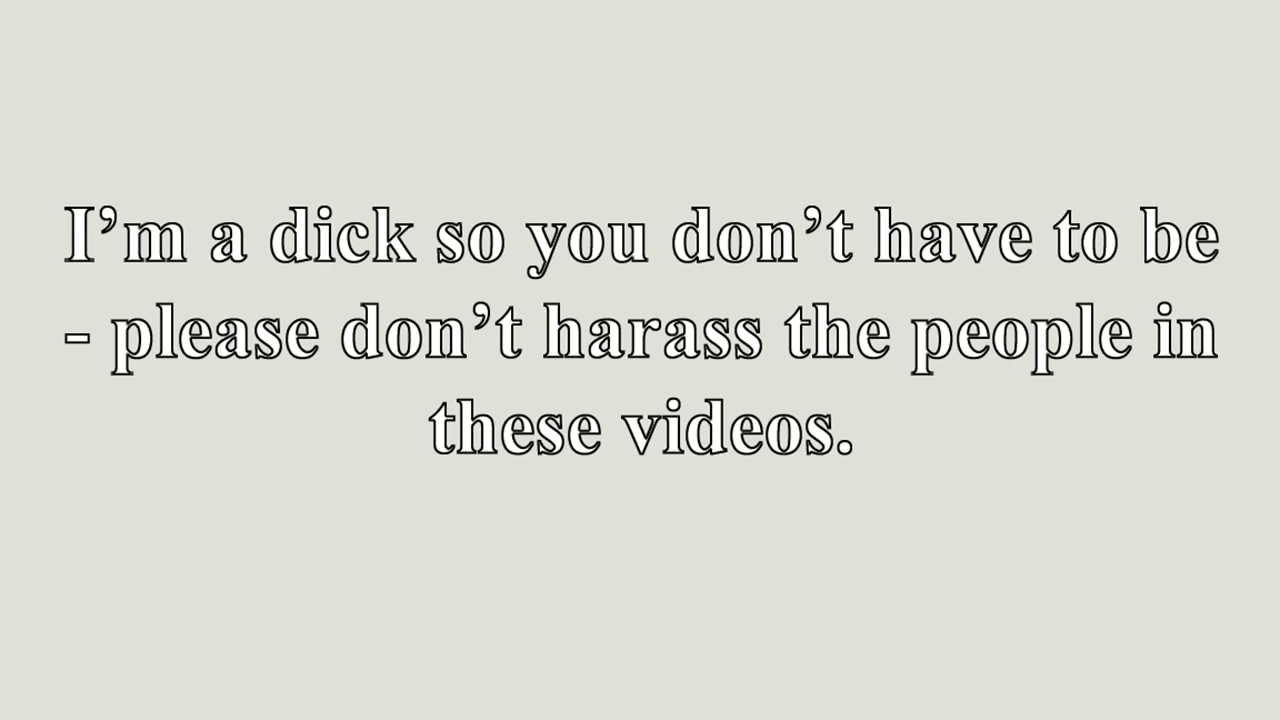 I’m a dick so you don’t have to be
- please don’t harass the people in
these videos.